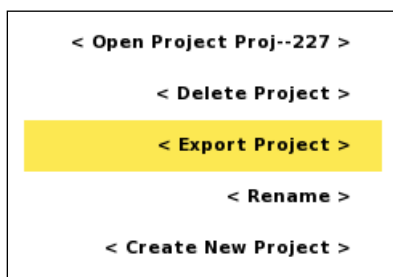 < Open Project Proj--227 >
< Delete Project >
< Export Project >
< Rename >
< Create New Project >